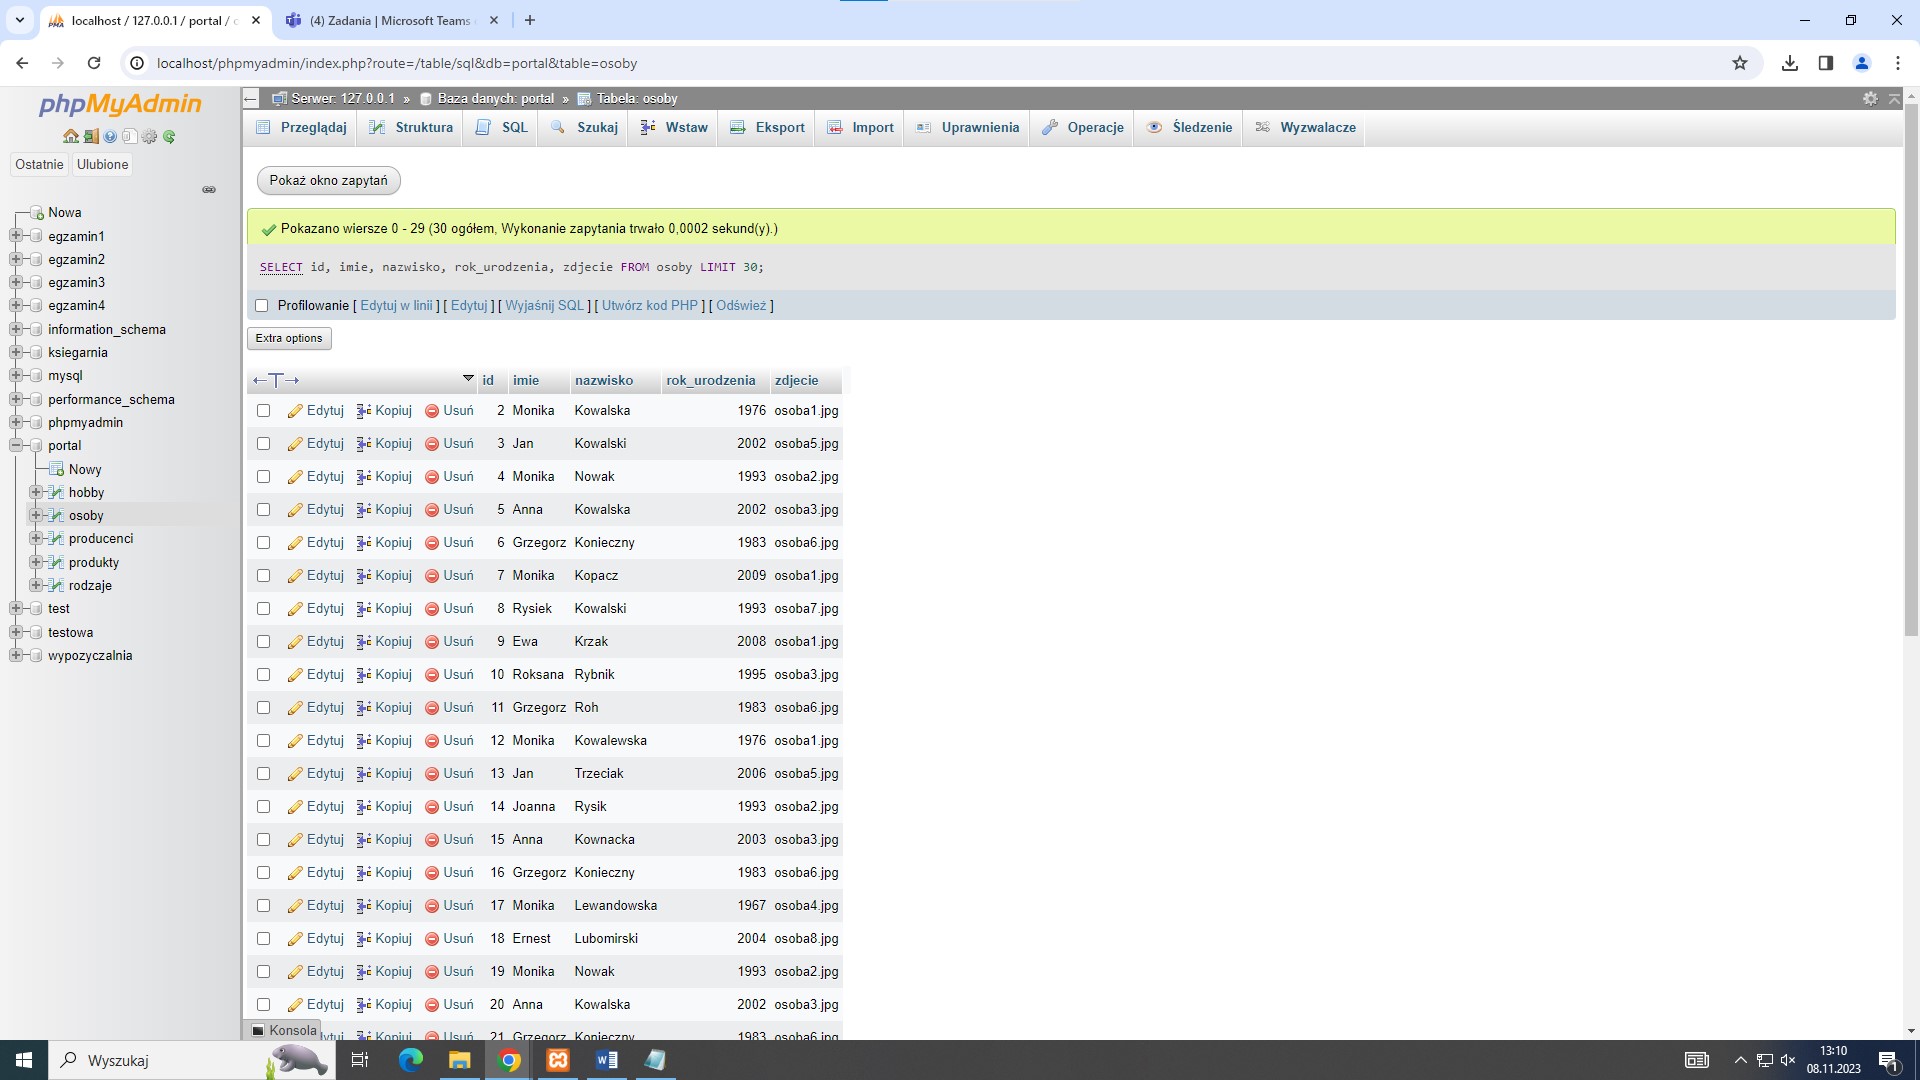 localhost / 127.0.0.1 / portal / o
(4) Zadania | Microsoft Teams
localhost/phpmyadmin/index.php?route=/table/sql&db=portal&table=osoby
phpMyAdmin
Ostatnie Ulubione
Nowa
egzamin1
egzamin2
egzamin3
egzamin4
information_schema
ksiegarnia
mysql
performance_schema
phpmyadmin
portal
Nowy
hobby
osoby
producenci
produkty
rodzaje
test
testowa
wypozyczalnia
Serwer: 127.0.0.1 » Baza danych: portal » Tabela: osoby
Przeglądaj Struktura SQL Szukaj Wstaw Eksport Import Uprawnienia Operacje Śledzenie Wyzwalacze
Pokaż okno zapytań
Pokazano wiersze 0 - 29 (30 ogółem, Wykonanie zapytania trwało 0,0002 sekund(y).)
SELECT id, imie, nazwisko, rok_urodzenia, zdjecie FROM osoby LIMIT 30;
Profilowanie [ Edytuj w linii ] [ Edytuj ] [ Wyjaśnij SQL ] [ Utwórz kod PHP ] [ Odśwież ]
Extra options
←T→ id imie nazwisko rok_urodzenia zdjecie
Edytuj Kopiuj Usuń 2 Monika Kowalska 1976 osoba1.jpg
Edytuj Kopiuj Usuń 3 Jan Kowalski 2002 osoba5.jpg
Edytuj Kopiuj Usuń 4 Monika Nowak 1993 osoba2.jpg
Edytuj Kopiuj Usuń 5 Anna Kowalska 2002 osoba3.jpg
Edytuj Kopiuj Usuń 6 Grzegorz Konieczny 1983 osoba6.jpg
Edytuj Kopiuj Usuń 7 Monika Kopacz 2009 osoba1.jpg
Edytuj Kopiuj Usuń 8 Rysiek Kowalski 1993 osoba7.jpg
Edytuj Kopiuj Usuń 9 Ewa Krzak 2008 osoba1.jpg
Edytuj Kopiuj Usuń 10 Roksana Rybnik 1995 osoba3.jpg
Edytuj Kopiuj Usuń 11 Grzegorz Roh 1983 osoba6.jpg
Edytuj Kopiuj Usuń 12 Monika Kowalewska 1976 osoba1.jpg
Edytuj Kopiuj Usuń 13 Jan Trzeciak 2006 osoba5.jpg
Edytuj Kopiuj Usuń 14 Joanna Rysik 1993 osoba2.jpg
Edytuj Kopiuj Usuń 15 Anna Kownacka 2003 osoba3.jpg
Edytuj Kopiuj Usuń 16 Grzegorz Konieczny 1983 osoba6.jpg
Edytuj Kopiuj Usuń 17 Monika Lewandowska 1967 osoba4.jpg
Edytuj Kopiuj Usuń 18 Ernest Lubomirski 2004 osoba8.jpg
Edytuj Kopiuj Usuń 19 Monika Nowak 1993 osoba2.jpg
Edytuj Kopiuj Usuń 20 Anna Kowalska 2002 osoba3.jpg
Kopiuj Usuń 21 Grzegorz Konieczny 1983 osoba6.jpg
Konsola
Wyszukaj
13:10
08.11.2023
1